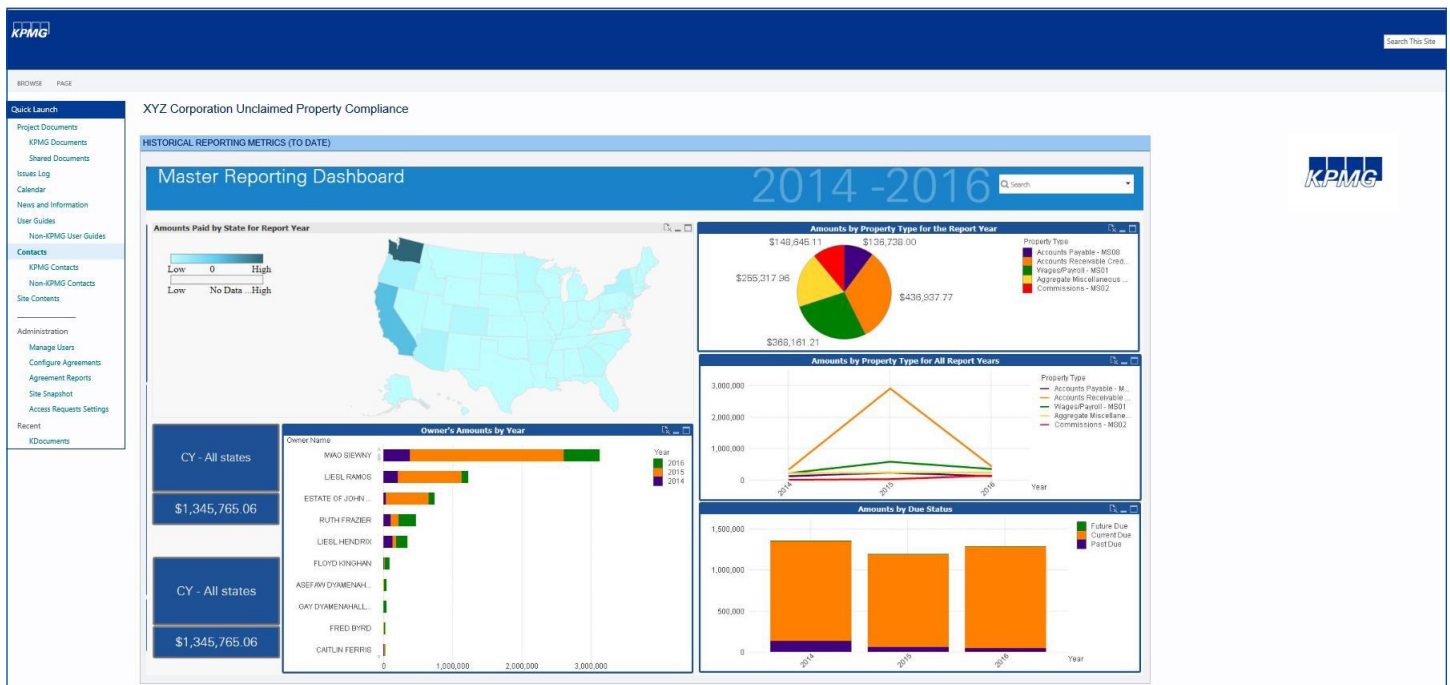 KPMG
Search This Site
BROWSE PAGE
Quick Launch
Project Documents
KPMG Documents
Shared Documents
Issues Log
Calendar
News and Information
User Guides
Non-KPMG User Guides
Contacts
KPMG Contacts
Non-KPMG Contacts
Site Contents
Administration
Manage Users
Configure Agreements
Agreement Reports
Site Snapshot
Access Requests Settings
Recent
KDocuments
XYZ Corporation Unclaimed Property Compliance
HISTORICAL REPORTING METRICS (TO DATE)
Master Reporting Dashboard
2014 -2016
Search
KPMG
Amounts Paid by State for Report Year
Low 0 High
Low No Data ...High
Amounts by Property Type for the Report Year
$148,645.11
$136,738.00
$255,317.96
$436,937.77
$368,161.21
Property Type
Accounts Payable - MS08
Accounts Receivable Cred...
Wages/Payroll - MS01
Aggregate Miscellaneous ...
Commissions - MS02
Amounts by Property Type for All Report Years
3,000,000
2,000,000
1,000,000
0
2014
2015
2016
Year
Property Type
Accounts Payable - M...
Accounts Receivable ...
Wages/Payroll - MS01
Aggregate Miscellane...
Commissions - MS02
CY - All states
$1,345,765.06
CY - All states
$1,345,765.06
Owner's Amounts by Year
Owner Name
IWAO SIEWNY
LIESL RAMOS
ESTATE OF JOHN ...
RUTH FRAZIER
LIESL HENDRIX
FLOYD KINGHAN
ASEFAW DYAMENAH...
GAY DYAMENAHALL...
FRED BYRD
CAITLIN FERRIS
0 1,000,000 2,000,000 3,000,000
Year
2016
2015
2014
Amounts by Due Status
1,500,000
1,000,000
500,000
0
2014
2015
2016
Year
Future Due
Current Due
Past Due